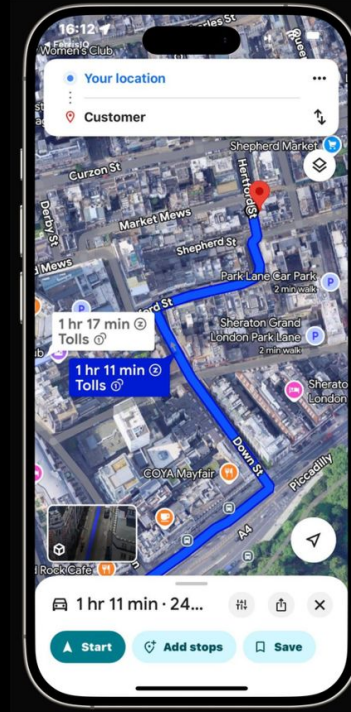 16:12
Women's Club
Your location
Customer
Shepherd Market
Curzon St
Hertford St
Derby St
Market Mews
Shepherd St
Mews
Park Lane Car Park
2 min walk
1 hr 17 min
Tolls
Sheraton Grand
London Park Lane
2 min walk
1 hr 11 min
Tolls
Sherato
London
Down St
COYA Mayfair
Piccadilly
A4
Rock Cafe
1 hr 11 min · 24...
Start
Add stops
Save